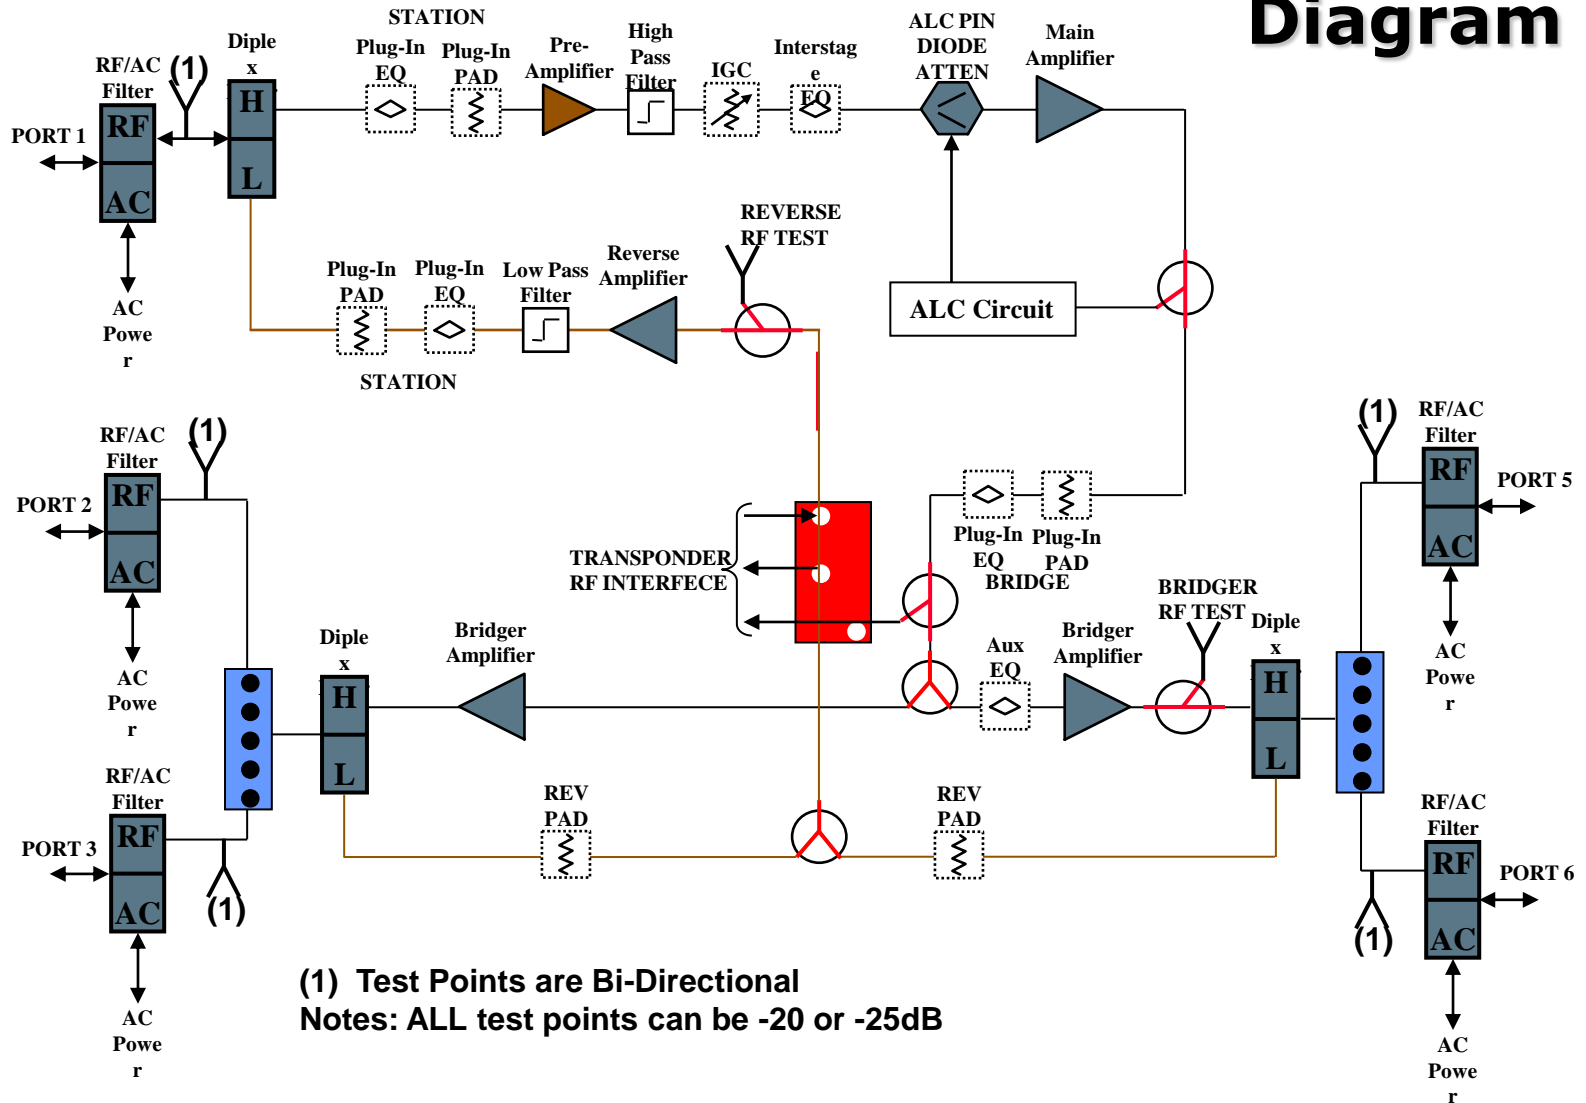 Diagram
STATION
Plug-In
EQ
Plug-In
PAD
Pre-
Amplifier
High
Pass
Filter
IGC
Interstag
e
EQ
ALC PIN
DIODE
ATTEN
Main
Amplifier
Diple
x
H
L
RF/AC
Filter
(1)
RF
AC
PORT 1
AC
Powe
r
REVERSE
RF TEST
Reverse
Amplifier
Low Pass
Filter
Plug-In
EQ
Plug-In
PAD
STATION
ALC Circuit
(1)
RF/AC
Filter
RF
AC
PORT 2
AC
Powe
r
(1)
RF/AC
Filter
RF
AC
PORT 5
AC
Powe
r
TRANSPONDER
RF INTERFECE
Plug-In
EQ
Plug-In
PAD
BRIDGE
BRIDGER
RF TEST
Diple
x
H
L
Aux
EQ
Bridger
Amplifier
Bridger
Amplifier
Diple
x
H
L
REV
PAD
REV
PAD
RF/AC
Filter
RF
AC
PORT 3
(1)
AC
Powe
r
RF/AC
Filter
RF
AC
PORT 6
(1)
AC
Powe
r
(1) Test Points are Bi-Directional
Notes: ALL test points can be -20 or -25dB